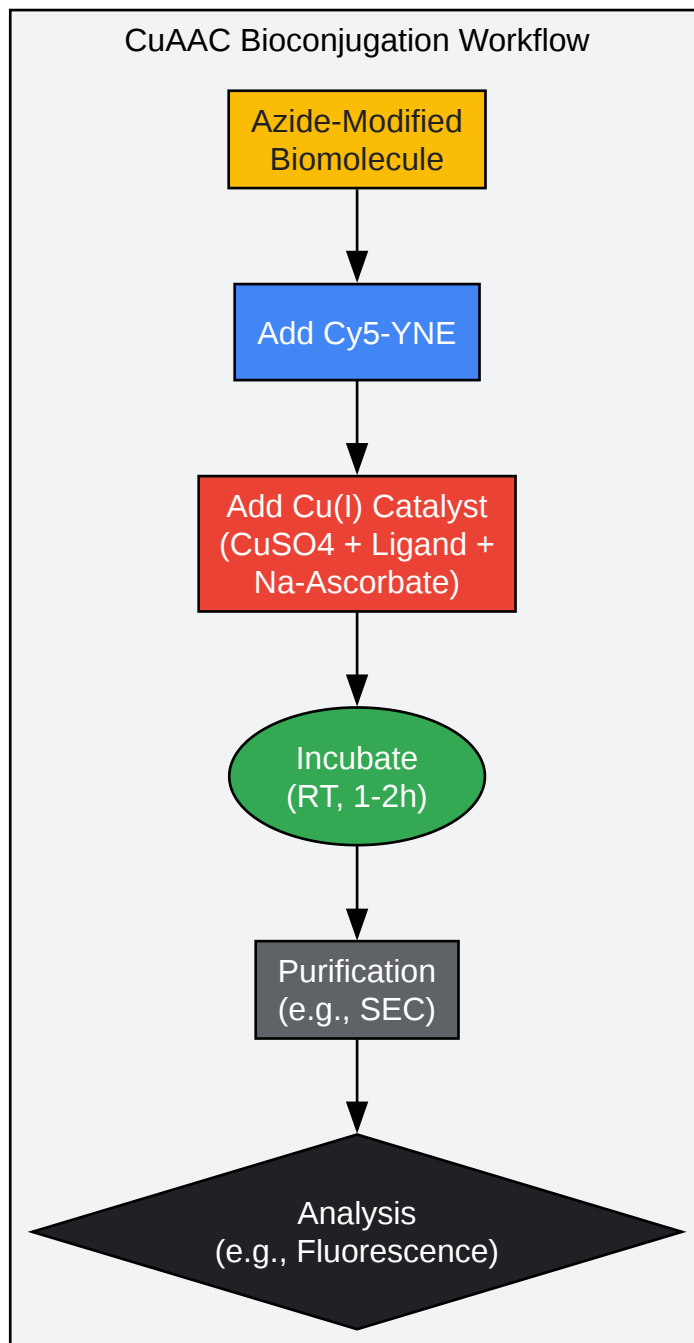 CuAAC Bioconjugation Workflow
Azide-Modified
Biomolecule
Add Cy5-YNE
Add Cu(I) Catalyst
(CuSO4 + Ligand +
Na-Ascorbate)
Incubate
(RT, 1-2h)
Purification
(e.g., SEC)
Analysis
(e.g., Fluorescence)